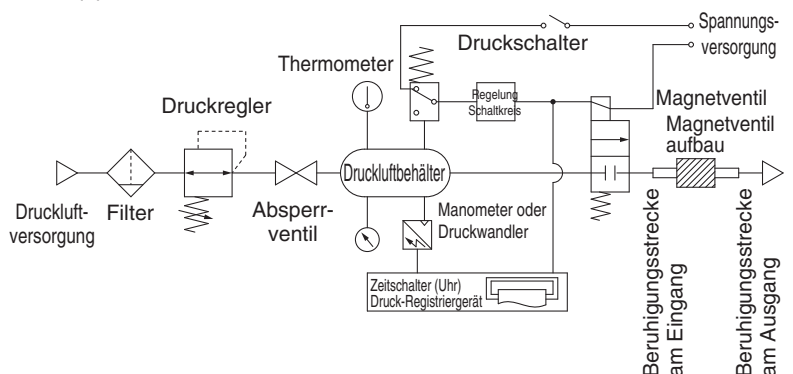 Spannungs-
versorgung
Druckschalter
Thermometer
Druckregler
Regelung
Schaltkreis
Magnetventil
Magnetventil
aufbau
Druckluftbehälter
Druckluft-
versorgung
Filter
Absperr-
ventil
Manometer oder
Druckwandler
Zeitschalter (Uhr)
Druck-Registriergerät
Beruhigungsstrecke
am Eingang
Beruhigungsstrecke
am Ausgang